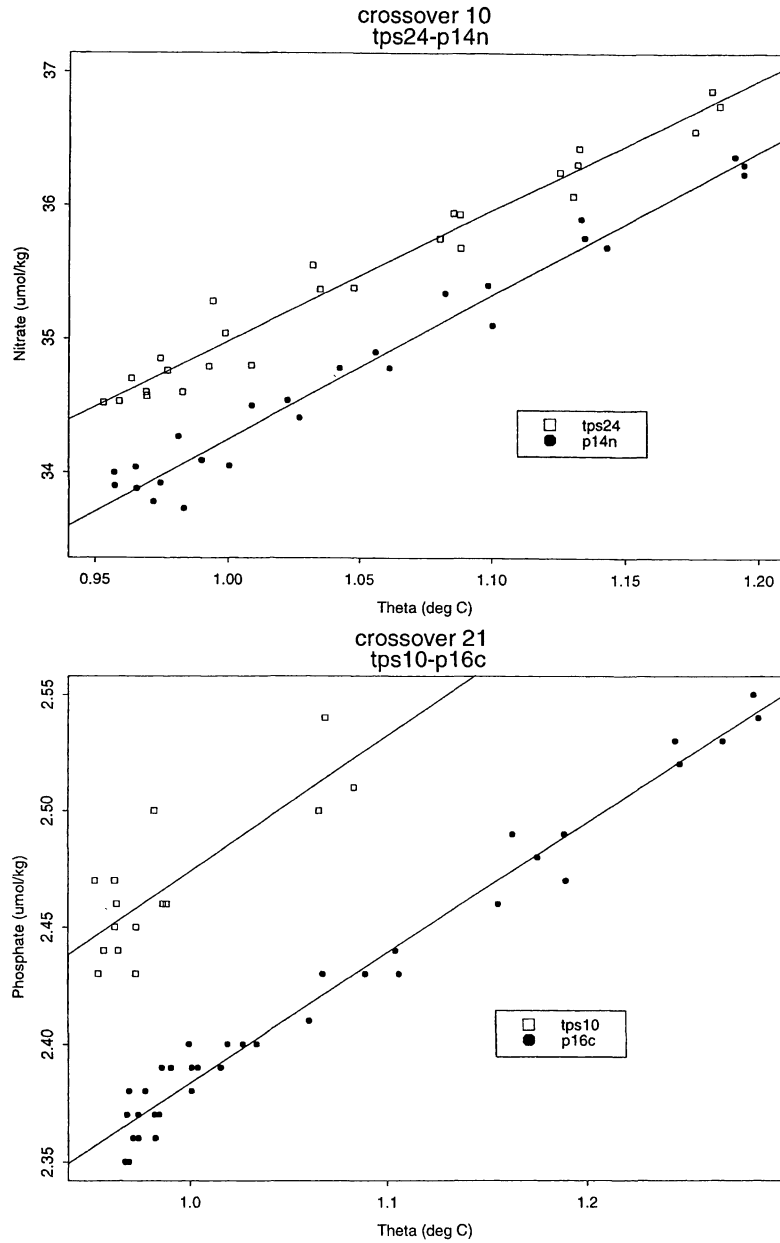 crossover 10
tps24-p14n
37
36
35
34
Nitrate (umol/kg)
tps24
p14n
0.95 1.00 1.05 1.10 1.15 1.20
Theta (deg C)
crossover 21
tps10-p16c
2.55
2.50
2.45
2.40
2.35
Phosphate (umol/kg)
tps10
p16c
1.0 1.1 1.2
Theta (deg C)